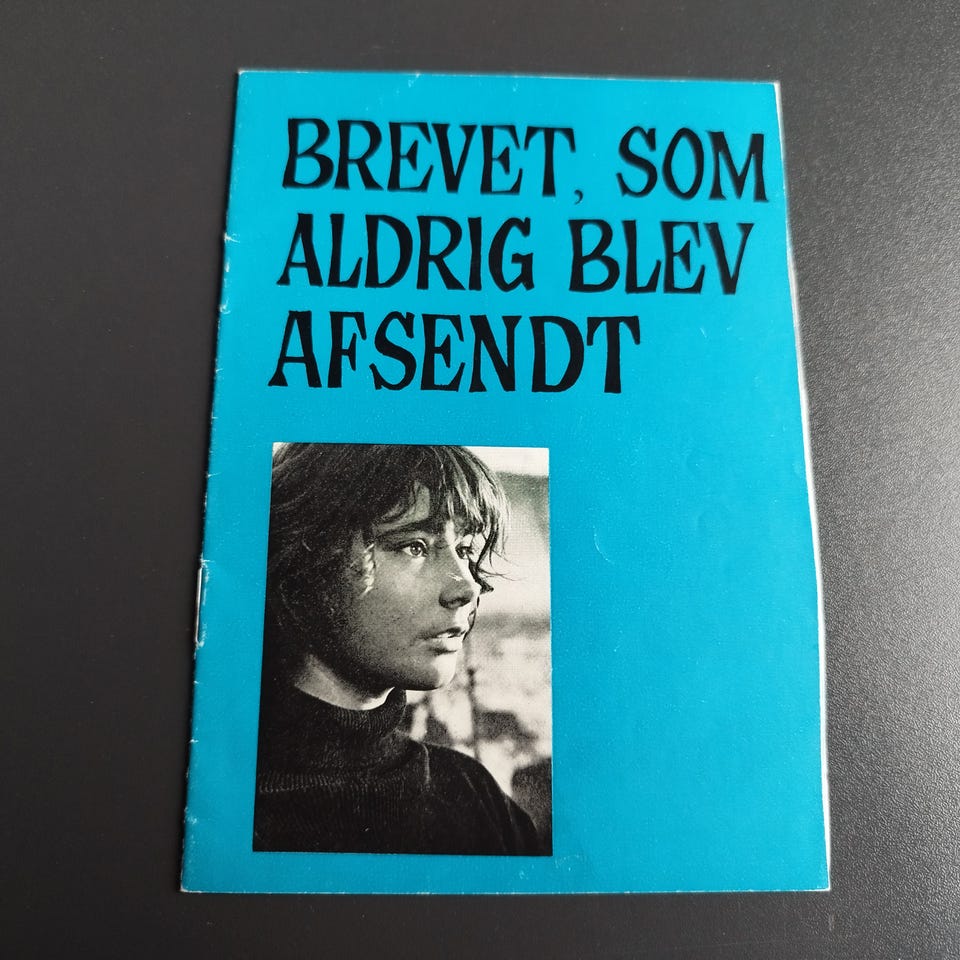 BREVET, SOM
ALDRIG BLEV
AFSENDT